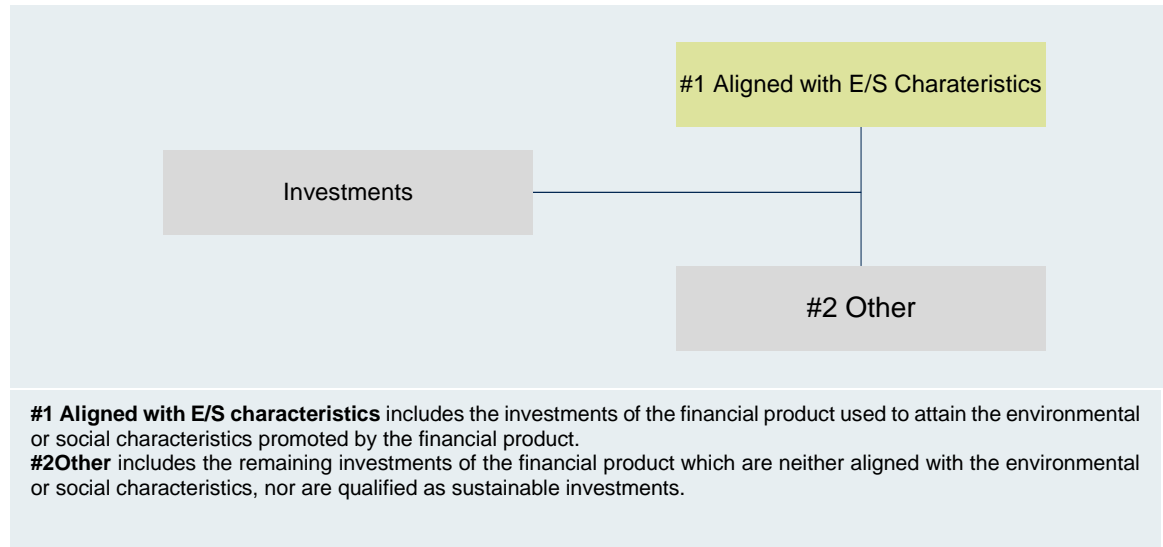 #1 Aligned with E/S Charateristics
Investments
#2 Other
#1 Aligned with E/S characteristics includes the investments of the financial product used to attain the environmental
or social characteristics promoted by the financial product.
#2Other includes the remaining investments of the financial product which are neither aligned with the environmental
or social characteristics, nor are qualified as sustainable investments.